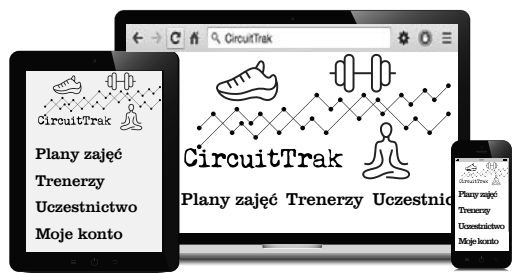 CircuitTrak
CircuitTrak
Plany zajęć
Trenerzy
Uczestnictwo
Moje konto
CircuitTrak
Plany zajęć Trenerzy Uczestnic
CircuitTrak
Plany zajęć
Trenerzy
Uczestnictwo
Moje konto